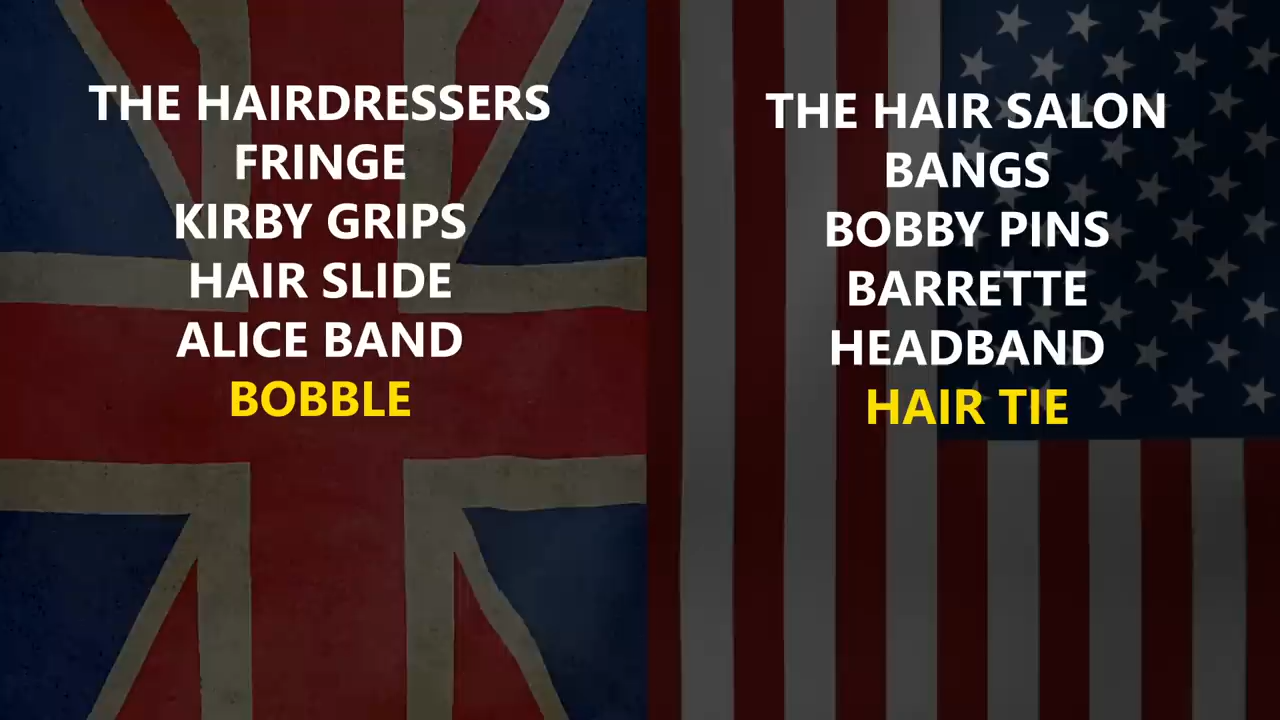 THE HAIRDRESSERS
FRINGE
KIRBY GRIPS
HAIR SLIDE
ALICE BAND
BOBBLE
THE HAIR SALON
BANGS
BOBBY PINS
BARRETTE
HEADBAND
HAIR TIE